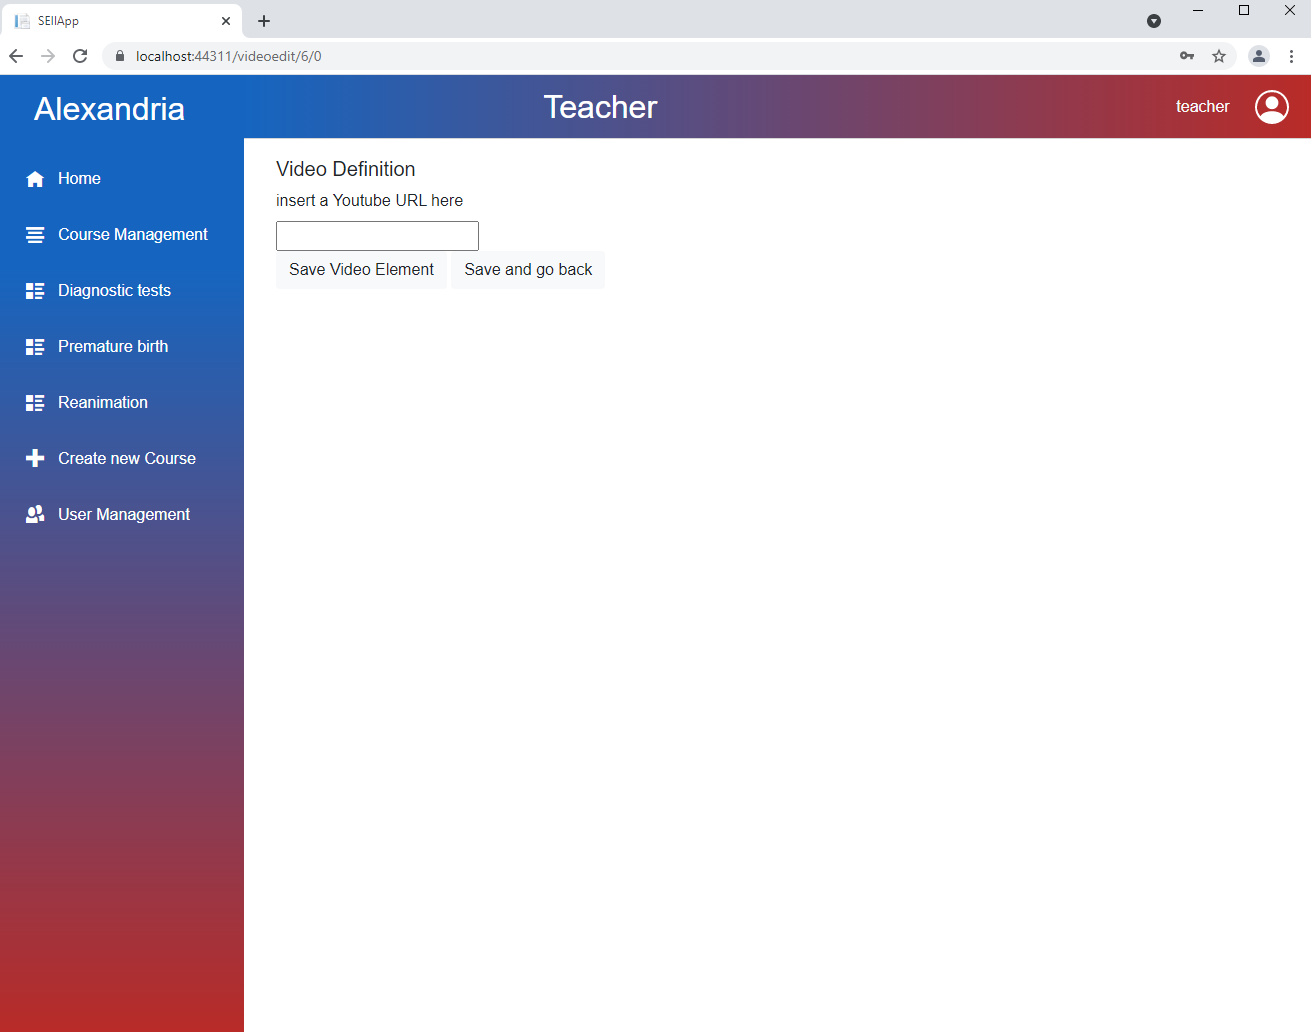 SEIIApp
localhost:44311/videoedit/6/0
Alexandria
Teacher
teacher
Home
Course Management
Diagnostic tests
Premature birth
Reanimation
Create new Course
User Management
Video Definition
insert a Youtube URL here
Save Video Element
Save and go back